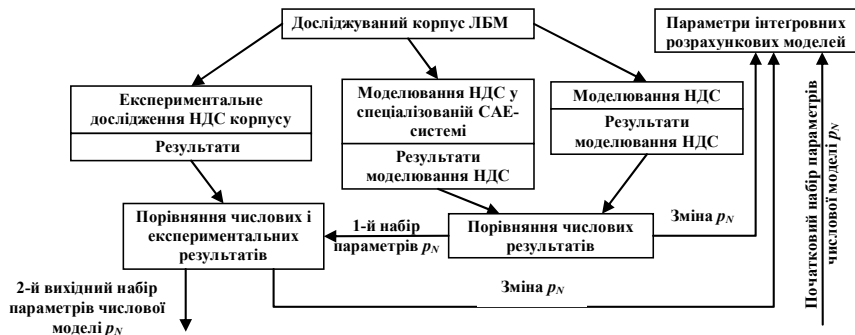 Досліджуваний корпус ЛБМ
Параметри інтегровних
розрахункових моделей
Експериментальне
дослідження НДС корпусу
Результати
Моделювання НДС у
спеціалізованій САЕ-
системі
Результати
моделювання НДС
Моделювання НДС
Результати
моделювання НДС
Початковий набір параметрів
числової моделі pN
Порівняння числових і
експериментальних
результатів
1-й набір
параметрів pN
Порівняння числових
результатів
Зміна pN
2-й вихідний набір
параметрів числової
моделі pN
Зміна pN